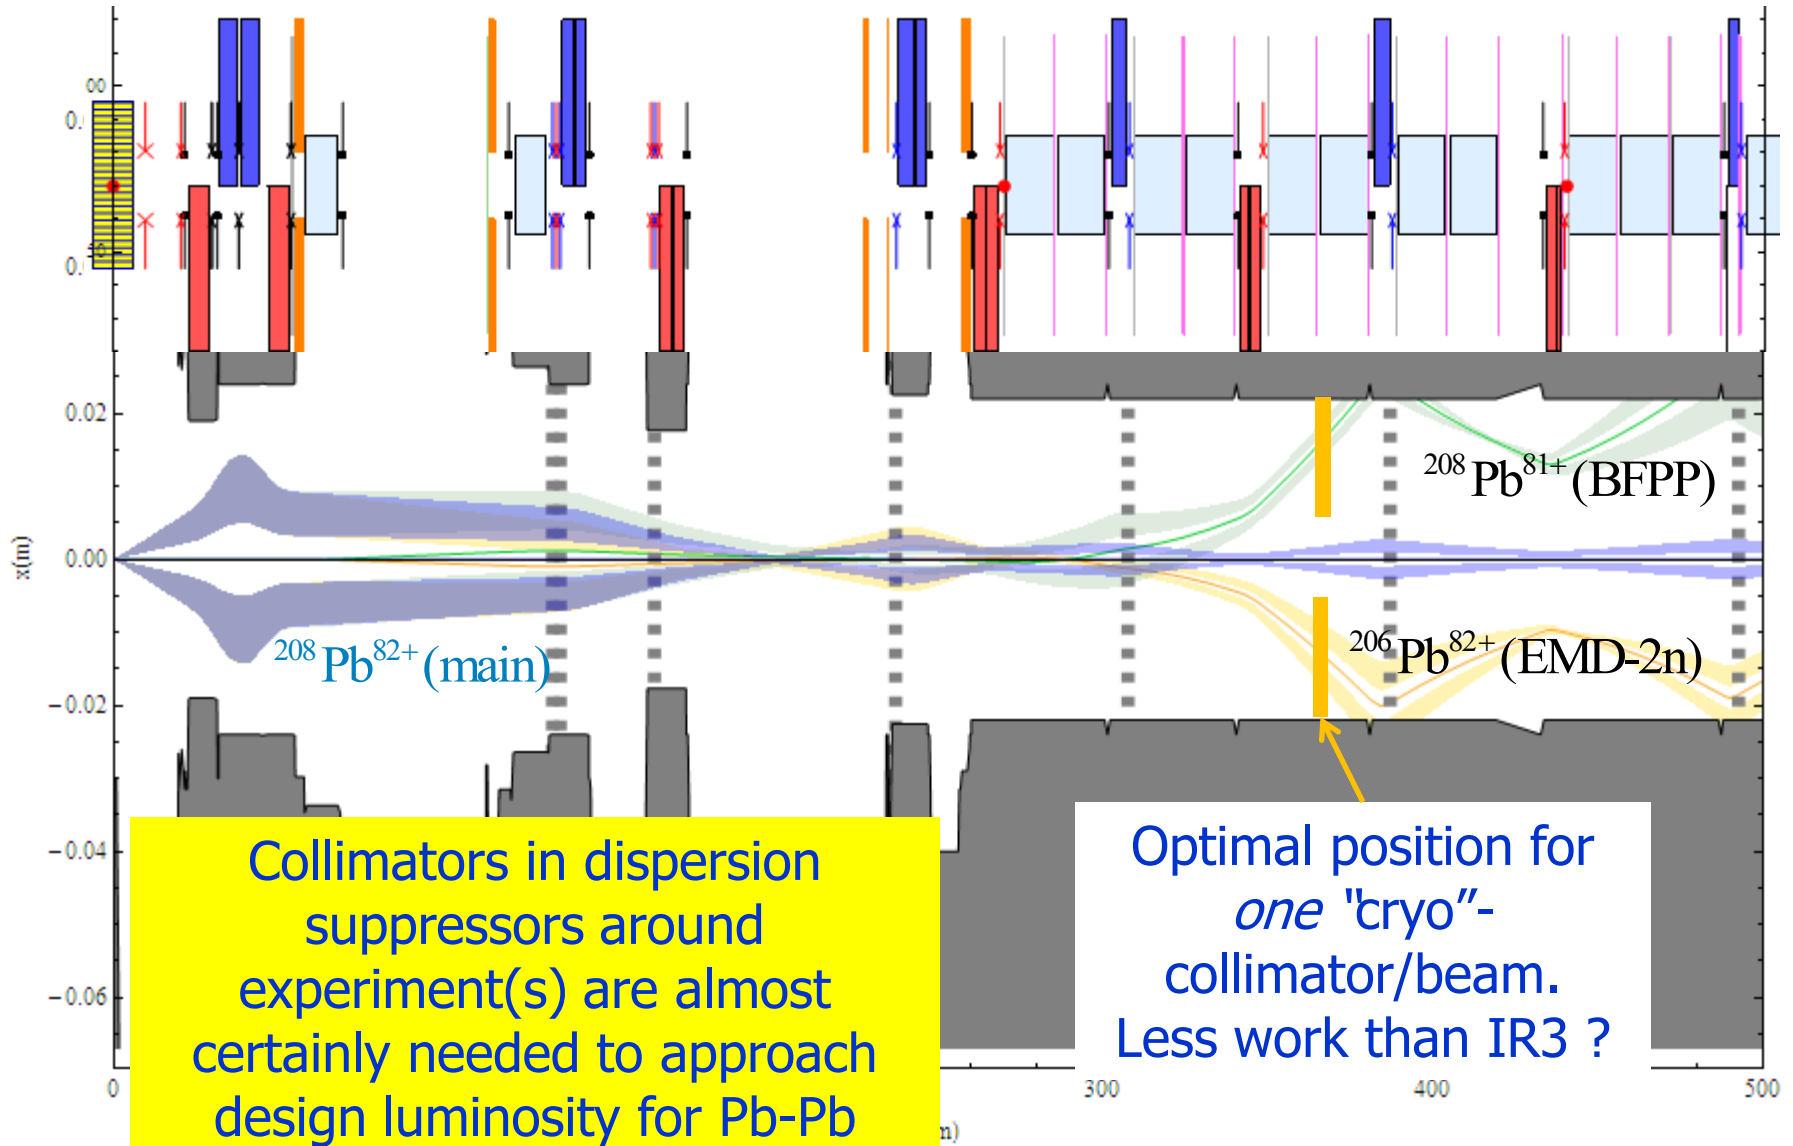 00
0.0
0.0
0.02
0.00
−0.02
−0.04
−0.06
x(m)
208Pb81+ (BFPP)
206Pb82+ (EMD-2n)
208Pb82+ (main)
Collimators in dispersion
suppressors around
experiment(s) are almost
certainly needed to approach
design luminosity for Pb-Pb
Optimal position for
one "cryo"-
collimator/beam.
Less work than IR3 ?
0
300
400
500
m)